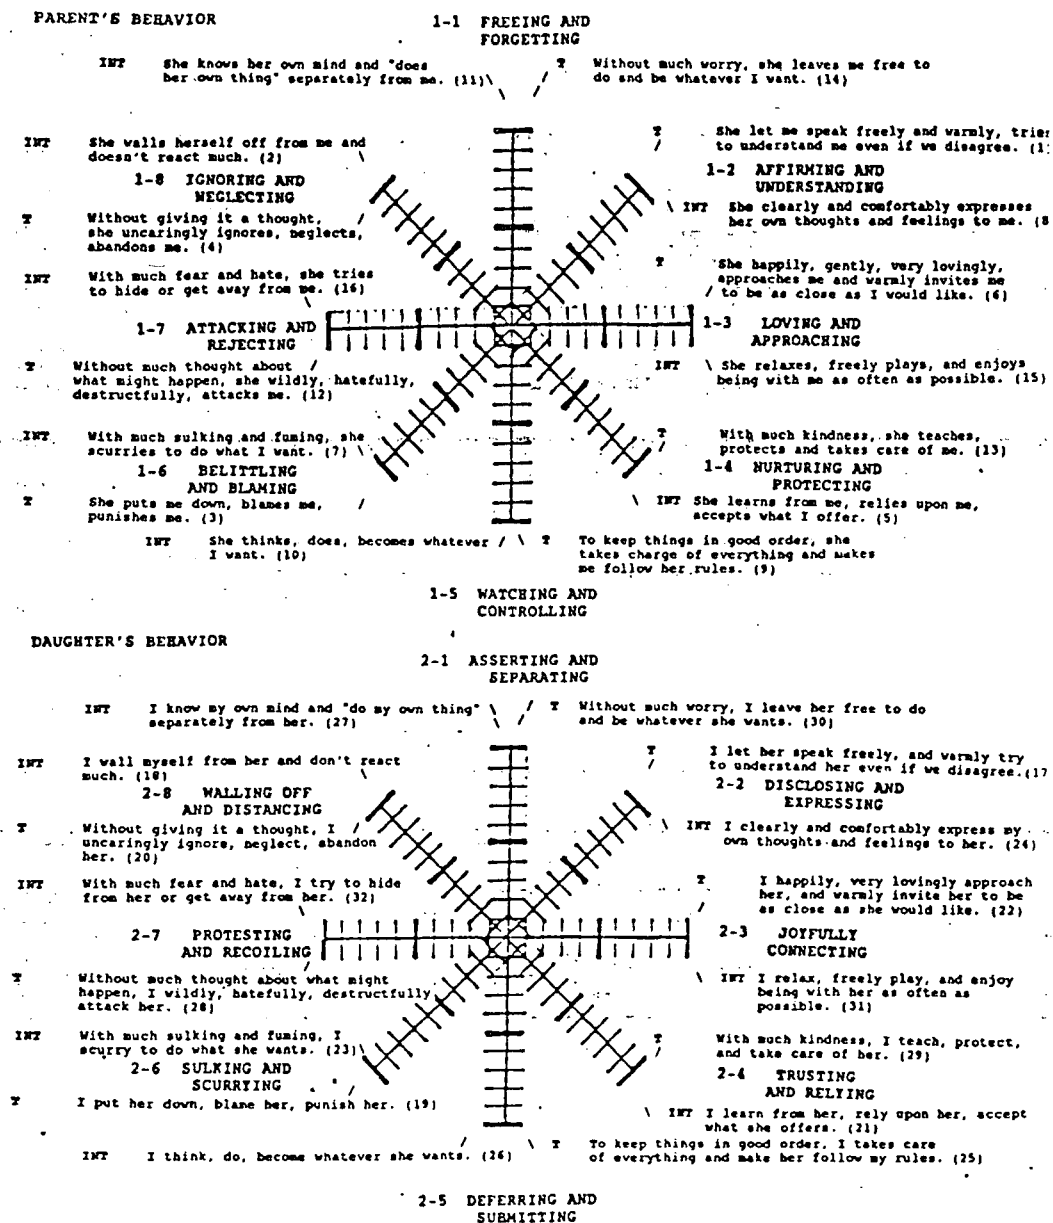 PARENT'S BEHAVIOR
1-1 FREEING AND
FORGETTING
INT She knows her own mind and "does
her own thing" separately from me. (11)
T Without much worry, she leaves me free to
do and be whatever I want. (14)
INT She walls herself off from me and
doesn't react much. (2)
T She let me speak freely and warmly, tries
to understand me even if we disagree.
1-8 IGNORING AND
NEGLECTING
1-2 AFFIRMING AND
UNDERSTANDING
T Without giving it a thought,
she uncaringly ignores, neglects,
abandons me. (4)
INT She clearly and comfortably expresses
her own thoughts and feelings to me. (8
INT With much fear and hate, she tries
to hide or get away from me. (16)
T She happily, gently, very lovingly,
approaches me and warmly invites me
to be as close as I would like. (6)
1-7 ATTACKING AND
REJECTING
1-3 LOVING AND
APPROACHING
T Without much thought about
what might happen, she wildly, hatefully,
destructfully, attacks me. (12)
INT She relaxes, freely plays, and enjoys
being with me as often as possible. (15)
INT With much sulking and fuming, she
scurries to do what I want. (7)
T With much kindness, she teaches,
protects and takes care of me. (13)
1-6 BELITTLING
AND BLAMING
1-4 NURTURING AND
PROTECTING
T She puts me down, blames me,
punishes me. (3)
INT She learns from me, relies upon me,
accepts what I offer. (5)
INT She thinks, does, becomes whatever
I want. (10)
T To keep things in good order, she
takes charge of everything and makes
me follow her rules. (9)
1-5 WATCHING AND
CONTROLLING
DAUGHTER'S BEHAVIOR
2-1 ASSERTING AND
SEPARATING
INT I know my own mind and "do my own thing"
separately from her. (27)
T Without much worry, I leave her free to do
and be whatever she wants. (30)
INT I wall myself from her and don't react
much. (18)
T I let her speak freely, and warmly try
to understand her even if we disagree.(17
2-8 WALLING OFF
AND DISTANCING
2-2 DISCLOSING AND
EXPRESSING
T Without giving it a thought, I
uncaringly ignore, neglect, abandon
her. (20)
INT I clearly and comfortably express my
own thoughts and feelings to her. (24)
INT With much fear and hate, I try to hide
from her or get away from her. (32)
T I happily, very lovingly approach
her, and warmly invite her to be
as close as she would like. (22)
2-7 PROTESTING
AND RECOILING
2-3 JOYFULLY
CONNECTING
T Without much thought about what might
happen, I wildly, hatefully, destructfully
attack her. (28)
INT I relax, freely play, and enjoy
being with her as often as
possible. (31)
INT With much sulking and fuming, I
scurry to do what she wants. (23)
T With much kindness, I teach, protect,
and take care of her. (29)
2-6 SULKING AND
SCURRYING
2-4 TRUSTING
AND RELYING
T I put her down, blame her, punish her. (19)
INT I learn from her, rely upon her, accept
what she offers. (21)
INT I think, do, become whatever she wants. (26)
T To keep things in good order, I takes care
of everything and make her follow my rules. (25)
2-5 DEFERRING AND
SUBMITTING